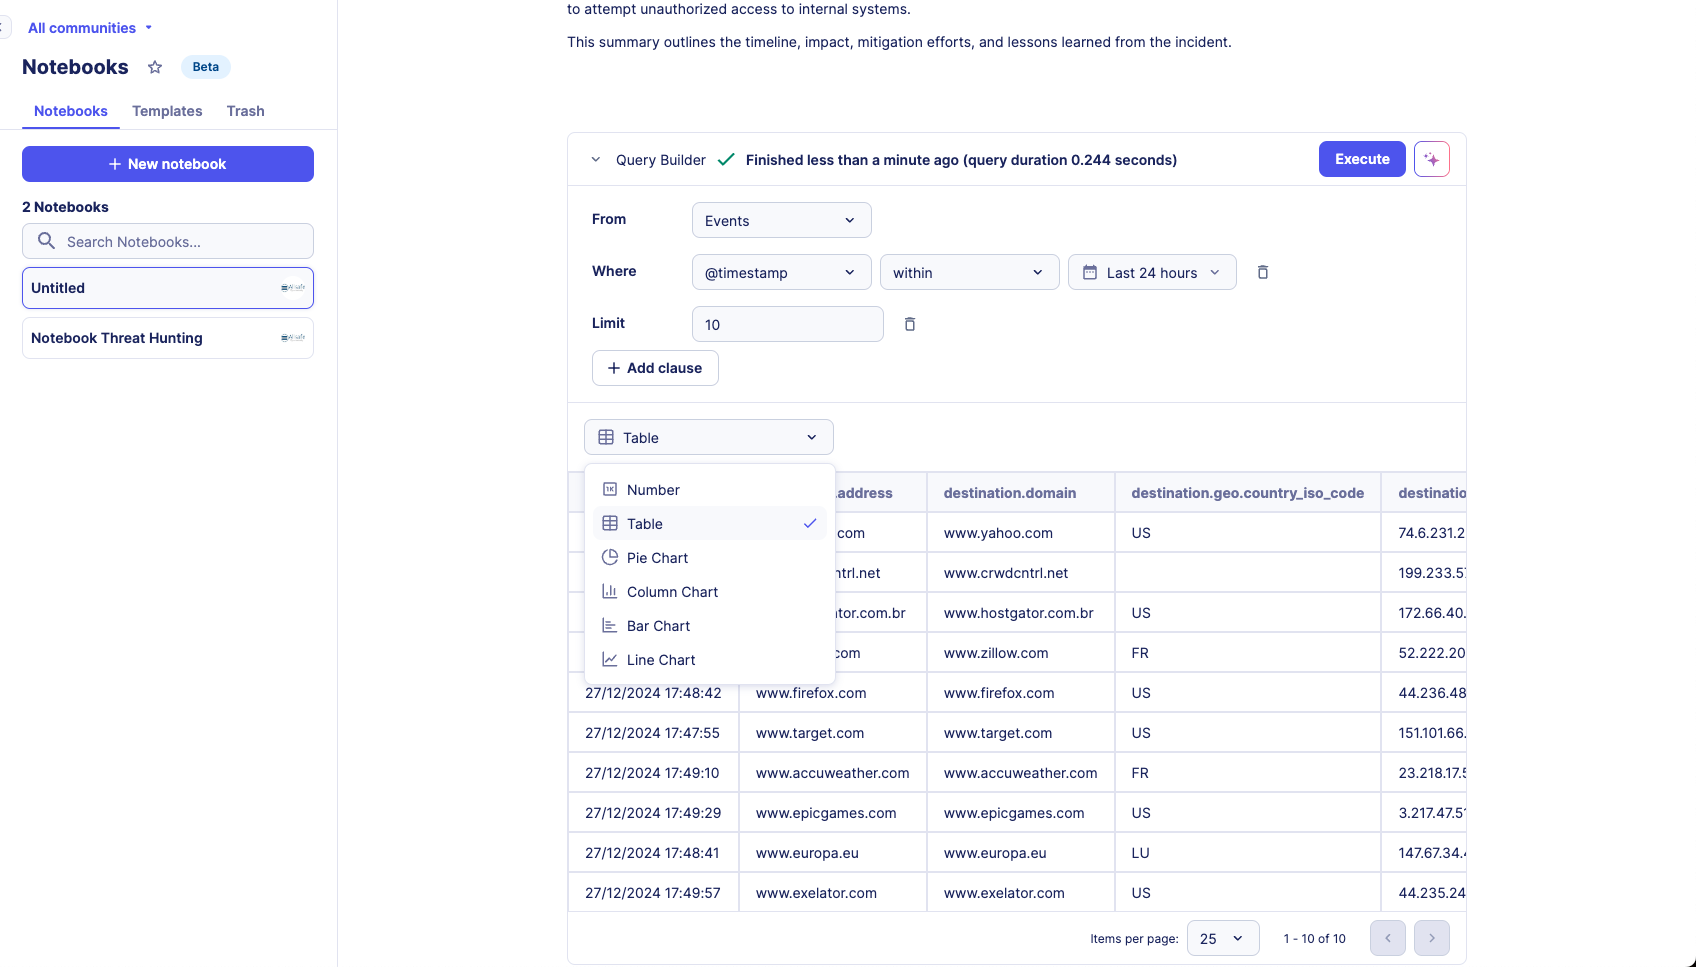 to attempt unauthorized access to internal systems.
This summary outlines the timeline, impact, mitigation efforts, and lessons learned from the incident.
All communities
Notebooks Beta
Notebooks Templates Trash
+ New notebook
2 Notebooks
Search Notebooks...
Untitled
Notebook Threat Hunting
Query Builder Finished less than a minute ago (query duration 0.244 seconds) Execute
From Events
Where @timestamp within Last 24 hours
Limit 10
+ Add clause
Table
Number
Table
Pie Chart
Column Chart
Bar Chart
Line Chart
.address destination.domain destination.geo.country_iso_code destinatio
com www.yahoo.com US 74.6.231.2
ntrl.net www.crwdcntrl.net 199.233.57
ator.com.br www.hostgator.com.br US 172.66.40.
com www.zillow.com FR 52.222.20
27/12/2024 17:48:42 www.firefox.com www.firefox.com US 44.236.48
27/12/2024 17:47:55 www.target.com www.target.com US 151.101.66.
27/12/2024 17:49:10 www.accuweather.com www.accuweather.com FR 23.218.17.5
27/12/2024 17:49:29 www.epicgames.com www.epicgames.com US 3.217.47.51
27/12/2024 17:48:41 www.europa.eu www.europa.eu LU 147.67.34.4
27/12/2024 17:49:57 www.exelator.com www.exelator.com US 44.235.24
Items per page: 25 1 - 10 of 10